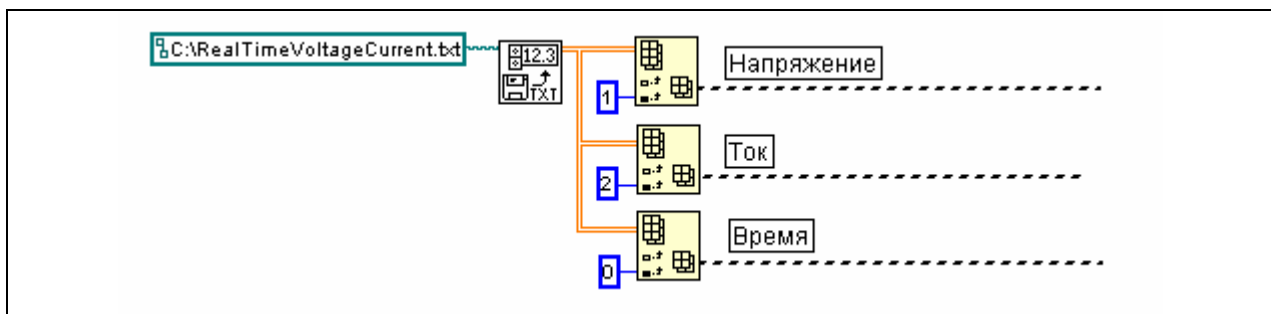 C:\RealTimeVoltageCurrent.txt
12.3
TXT
Напряжение
1
Ток
2
Время
0